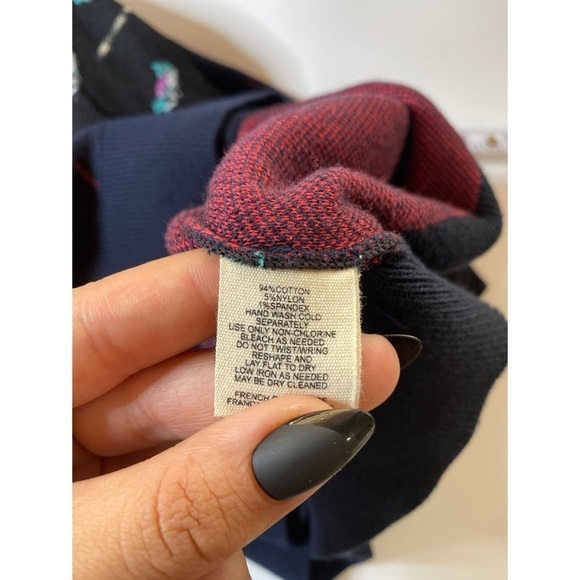 94%COTTON
5%NYLON
1%SPANDEX
HAND WASH COLD
SEPARATELY
USE ONLY NON-CHLORINE
BLEACH AS NEEDED
DO NOT TWIST/WRING
RESHAPE AND
LAY FLAT TO DRY
LOW IRON AS NEEDED
MAY BE DRY CLEANED
FRENCH